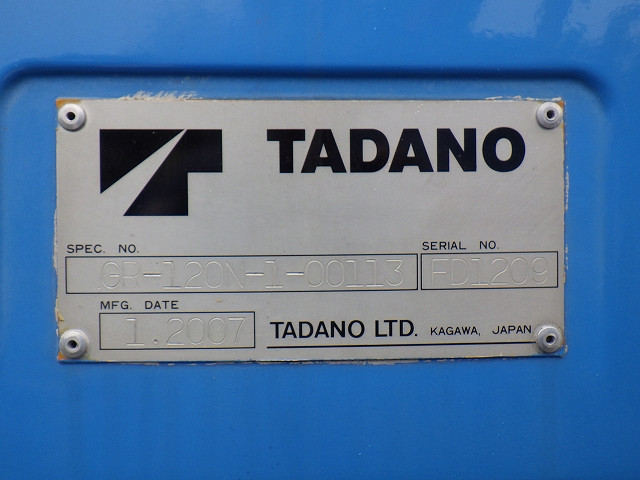 TADANO
SPEC. NO. SERIAL NO.
GR-120N-1-00113 FD1209
MFG. DATE
1.2007 TADANO LTD. KAGAWA, JAPAN